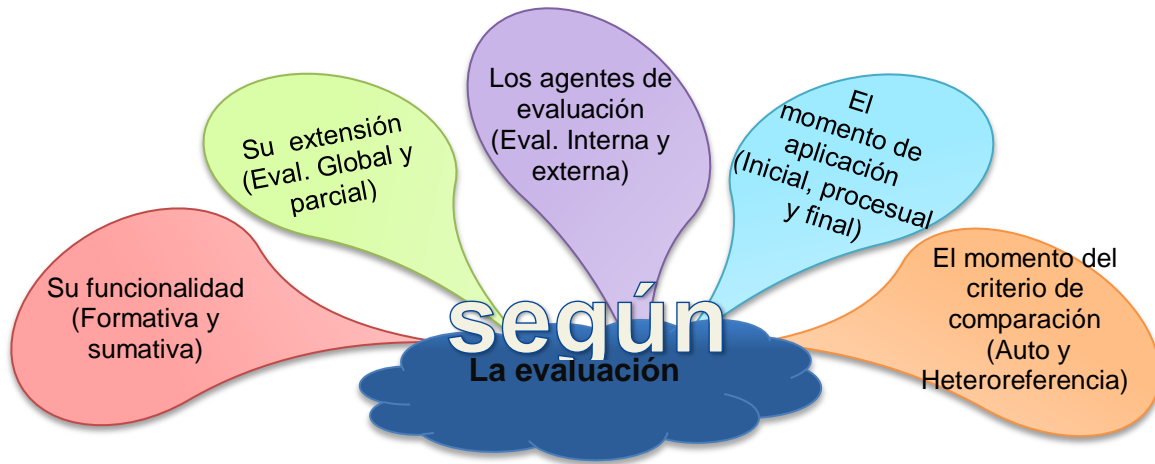 Su funcionalidad
(Formativa y
sumativa)
Su extensión
(Eval. Global y
parcial)
Los agentes de
evaluación
(Eval. Interna y
externa)
El
momento de
aplicación
(Inicial, procesual
y final)
El momento del
criterio de
comparación
(Auto y
Heteroreferencia)
según
La evaluación